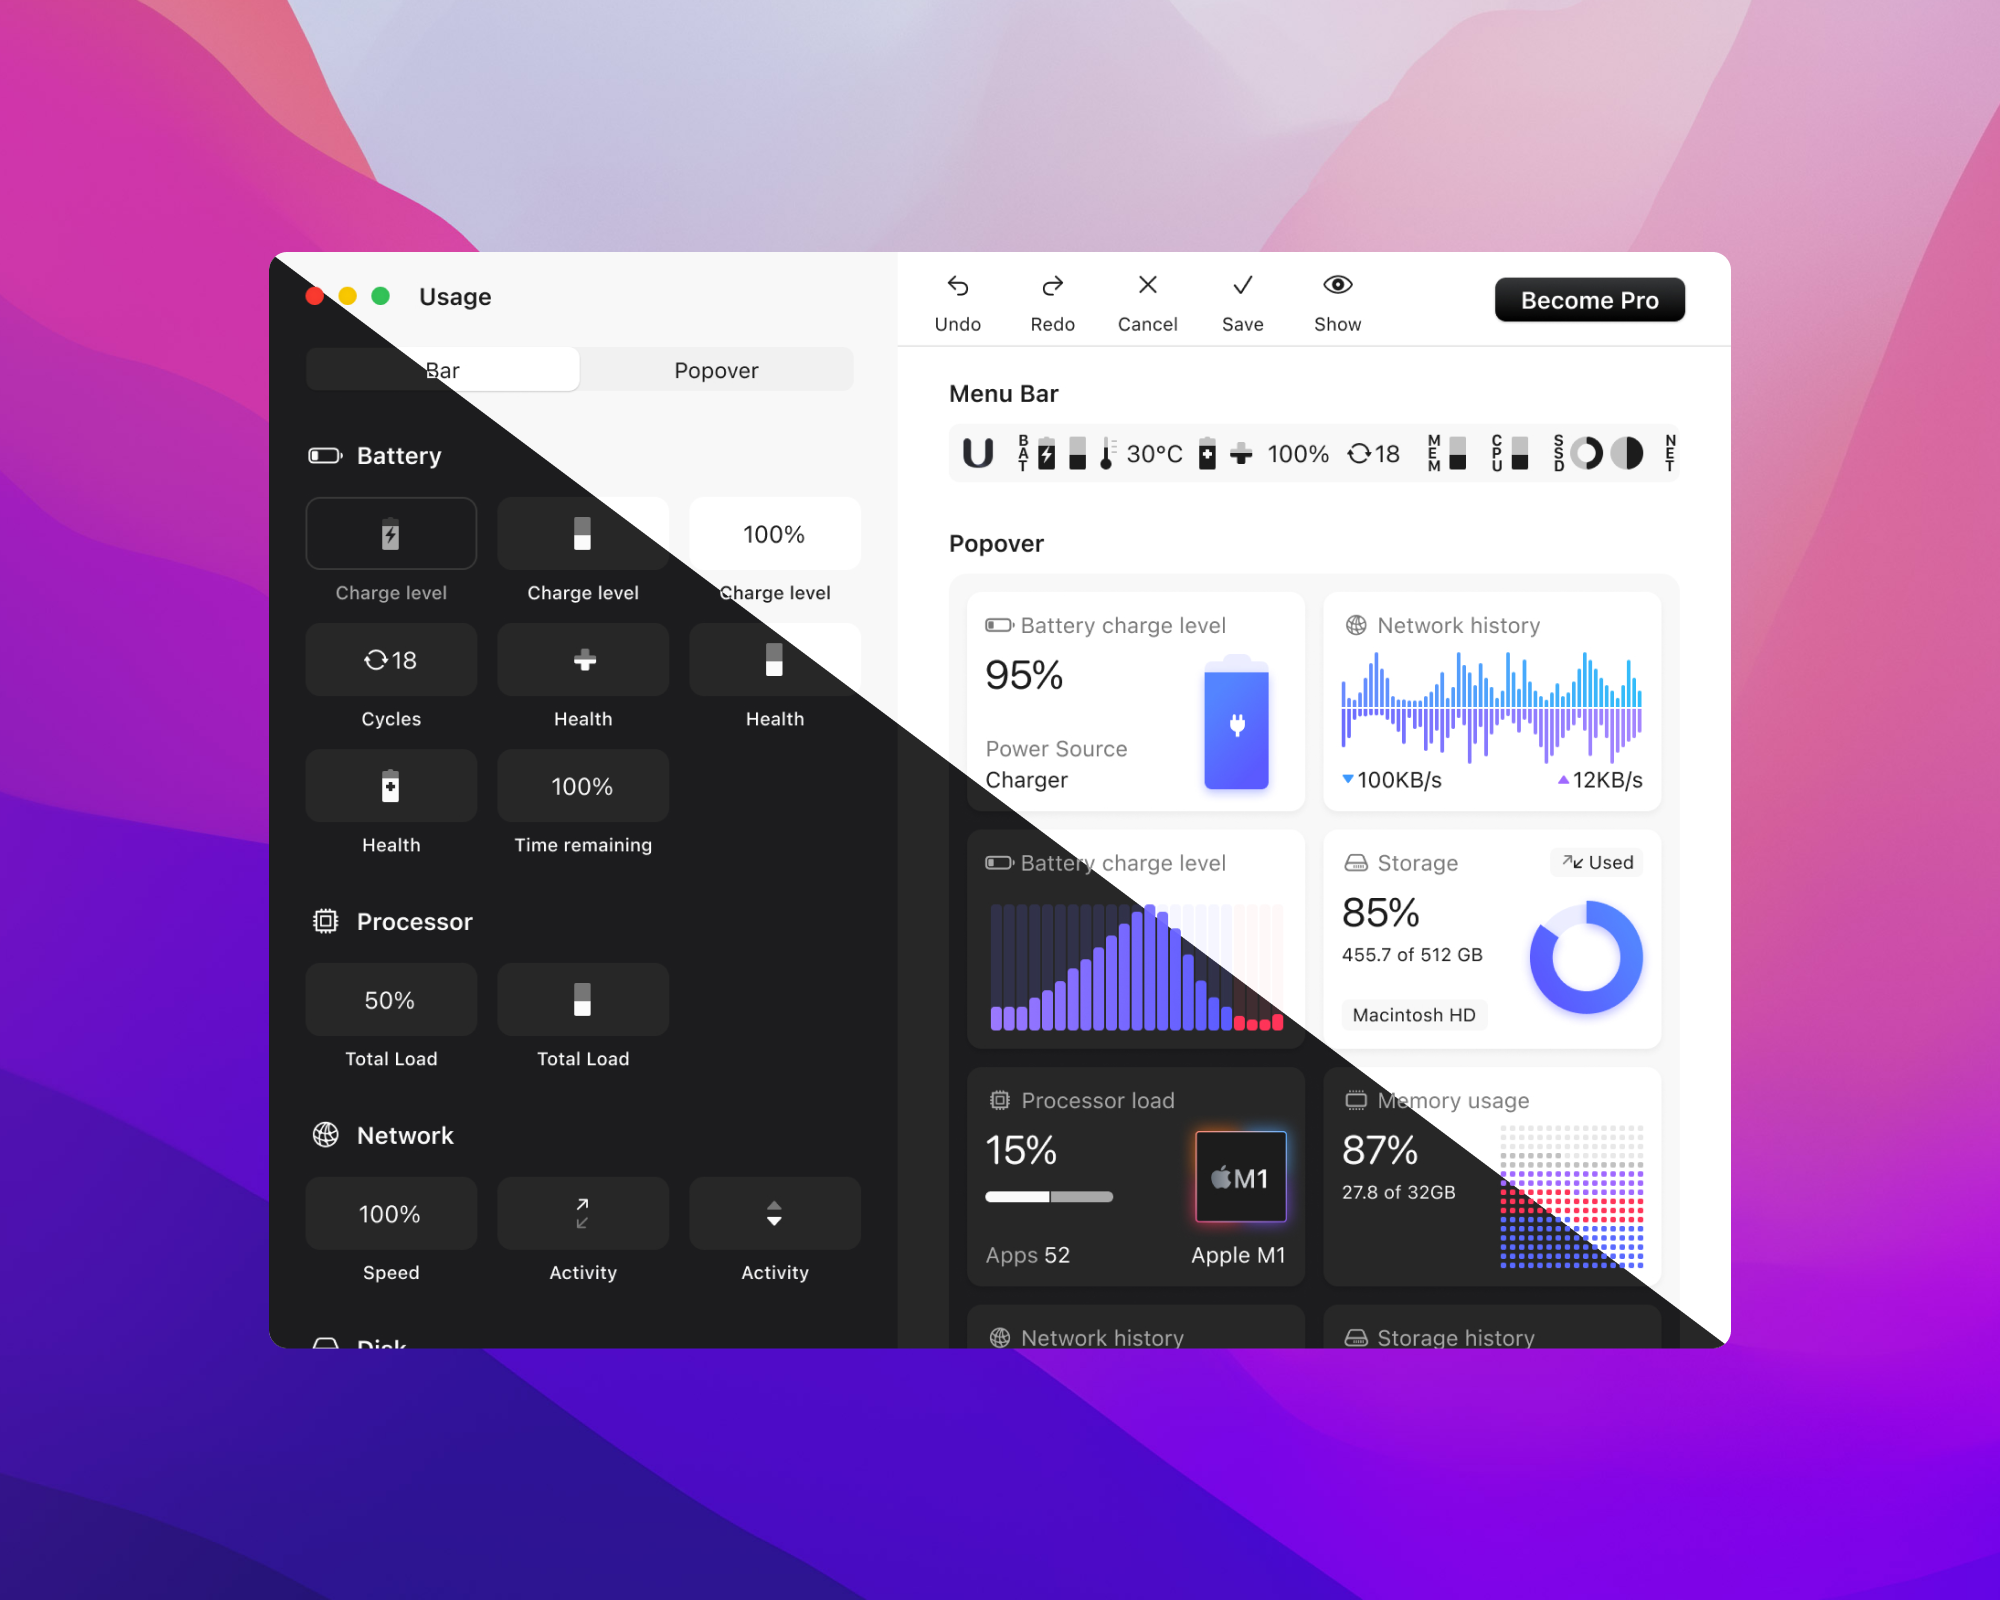 Usage
Bar
Popover
Battery
Charge level
Charge level
100%
Charge level
18
Cycles
Health
Health
Health
100%
Time remaining
Processor
50%
Total Load
Total Load
Network
100%
Speed
Activity
Activity
Disk
Undo
Redo
Cancel
Save
Show
Become Pro
Menu Bar
BAT
30°C
100%
18
MEM
CPU
SSD
NET
Popover
Battery charge level
95%
Power Source
Charger
Network history
100KB/s
12KB/s
Battery charge level
Storage
Used
85%
455.7 of 512 GB
Macintosh HD
Processor load
15%
M1
Apps 52
Apple M1
Memory usage
87%
27.8 of 32GB
Network history
Storage history